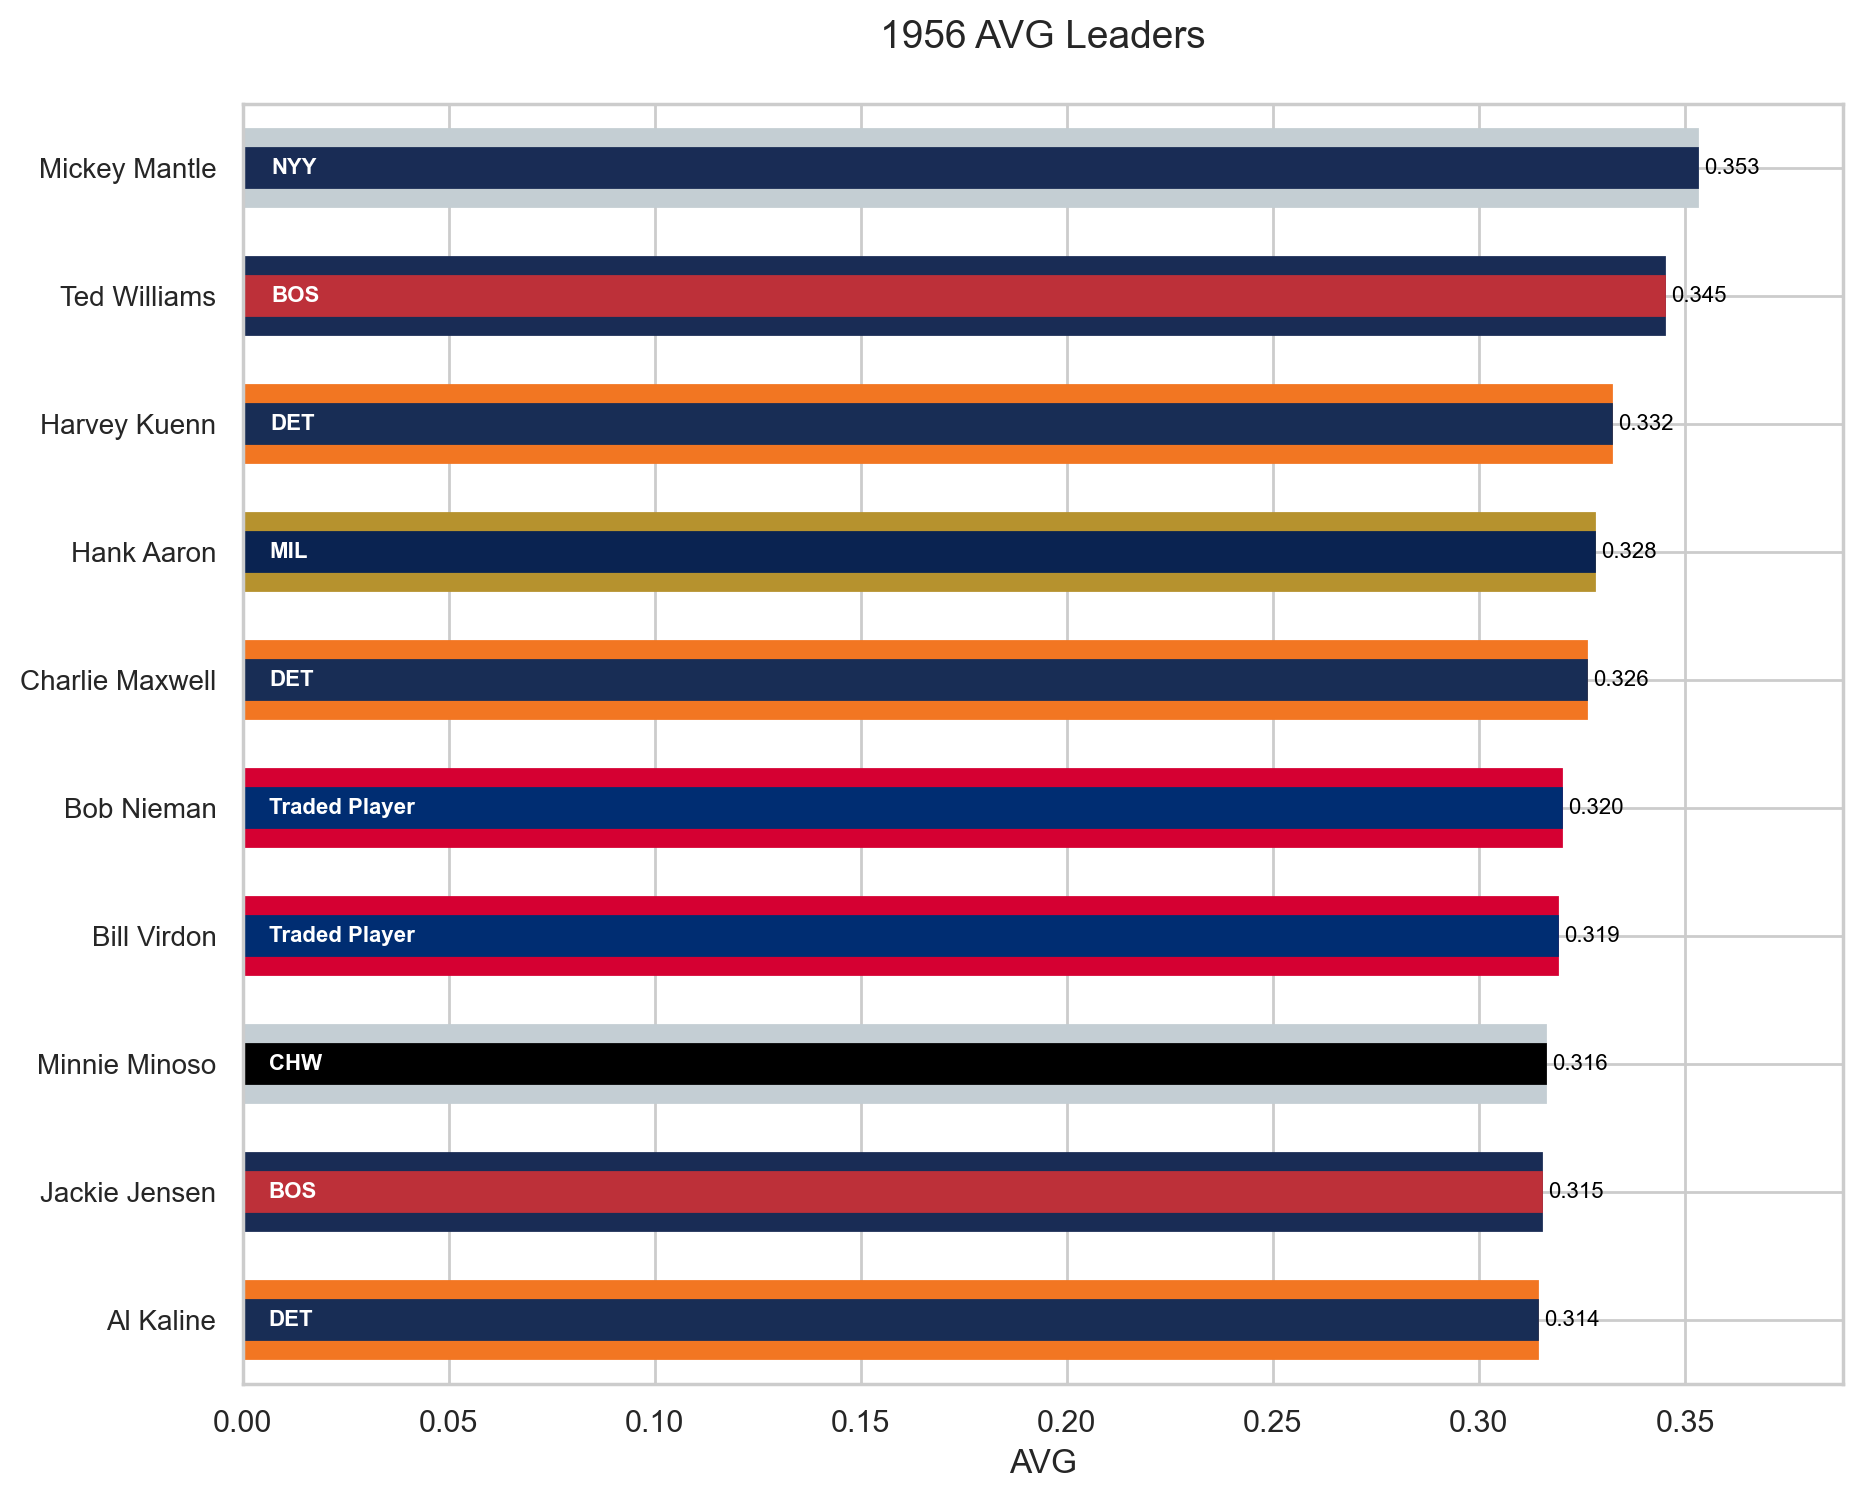 1956 AVG Leaders
Mickey Mantle NYY 0.353
Ted Williams BOS 0.345
Harvey Kuenn DET 0.332
Hank Aaron MIL 0.328
Charlie Maxwell DET 0.326
Bob Nieman Traded Player 0.320
Bill Virdon Traded Player 0.319
Minnie Minoso CHW 0.316
Jackie Jensen BOS 0.315
Al Kaline DET 0.314
0.00 0.05 0.10 0.15 0.20 0.25 0.30 0.35
AVG